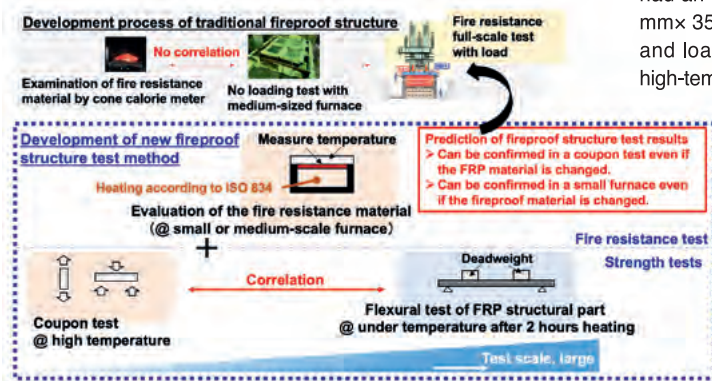 Development process of traditional fireproof structure
No correlation
Fire resistance
full-scale test
with load
Examination of fire resistance
material by cone calorie meter
No loading test with
medium-sized furnace
mm× 35
and loa
high-tem
Development of new fireproof
structure test method
Measure temperature
Heating according to ISO 834
Evaluation of the fire resistance material
(@ small or medium-scale furnace)
Prediction of fireproof structure test results
➢ Can be confirmed in a coupon test even if
the FRP material is changed.
➢ Can be confirmed in a small furnace even
if the fireproof material is changed.
Fire resistance test
Strength tests
+
Coupon test
@ high temperature
Correlation
Deadweight
Flexural test of FRP structural part
@ under temperature after 2 hours heating
Test scale, large